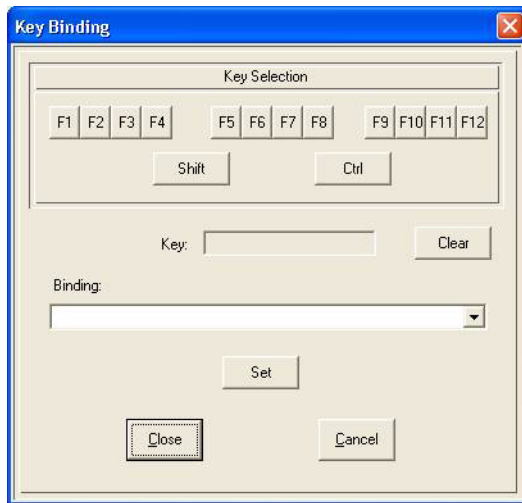 Key Binding
Key Selection
F1 F2 F3 F4 F5 F6 F7 F8 F9 F10 F11 F12
Shift Ctrl
Key: Clear
Binding:
Set
Close Cancel